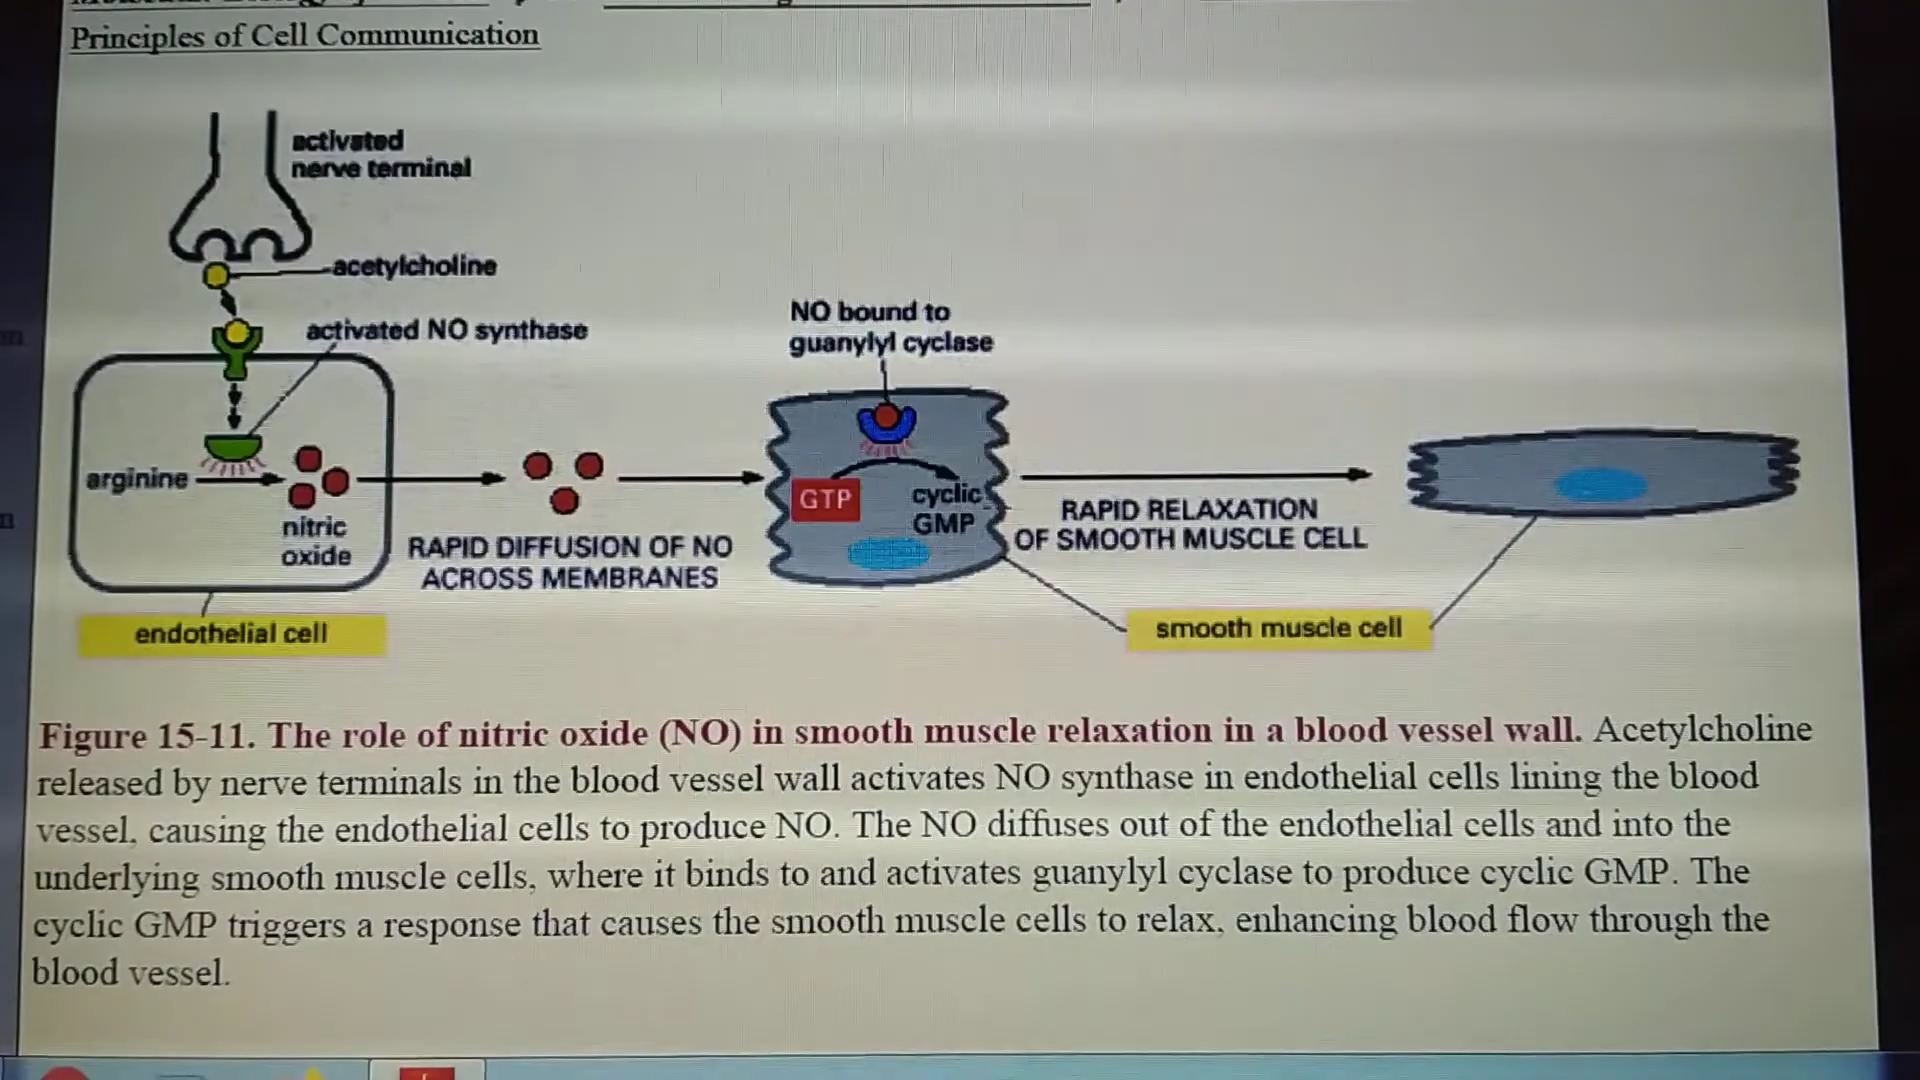 Principles of Cell Communication
activated
nerve terminal
acetylcholine
activated NO synthase
NO bound to
guanylyl cyclase
arginine
nitric
oxide
RAPID DIFFUSION OF NO
ACROSS MEMBRANES
GTP
cyclic
GMP
RAPID RELAXATION
OF SMOOTH MUSCLE CELL
endothelial cell
smooth muscle cell
Figure 15-11. The role of nitric oxide (NO) in smooth muscle relaxation in a blood vessel wall. Acetylcholine
released by nerve terminals in the blood vessel wall activates NO synthase in endothelial cells lining the blood
vessel, causing the endothelial cells to produce NO. The NO diffuses out of the endothelial cells and into the
underlying smooth muscle cells, where it binds to and activates guanylyl cyclase to produce cyclic GMP. The
cyclic GMP triggers a response that causes the smooth muscle cells to relax, enhancing blood flow through the
blood vessel.